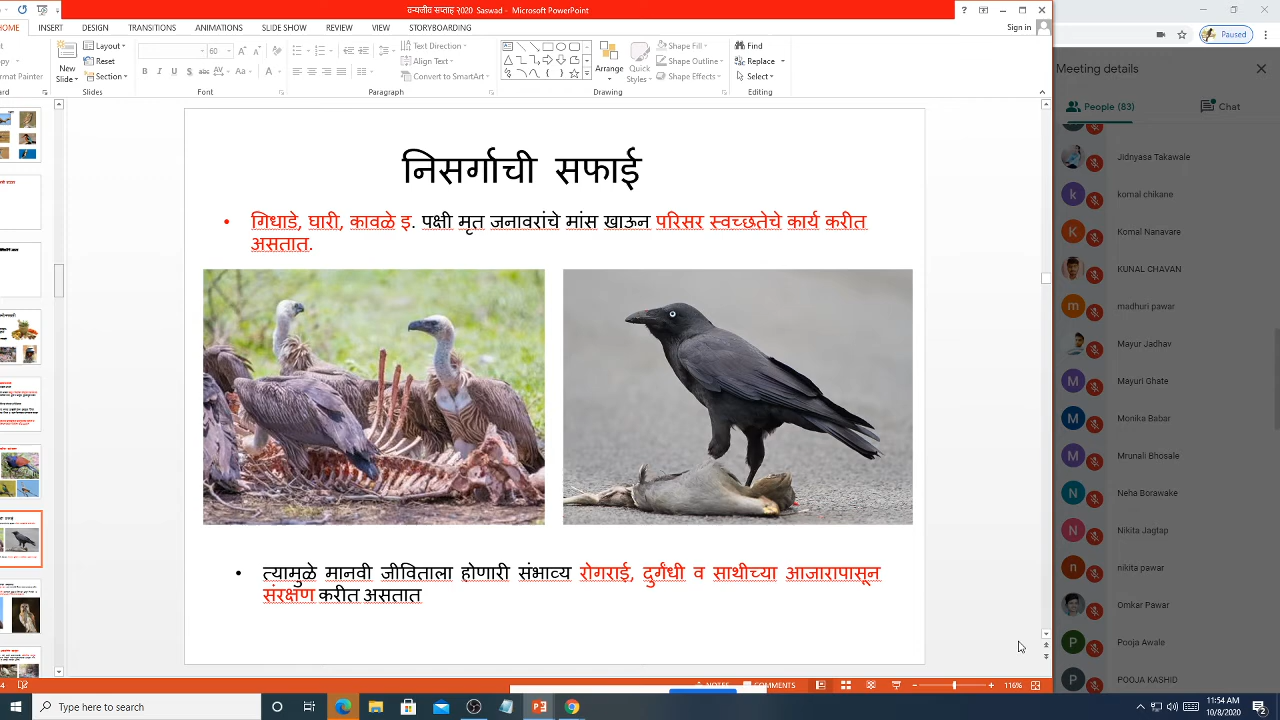 वन्यजीव सप्ताह २०२० Saswad - Microsoft PowerPoint
HOME INSERT DESIGN TRANSITIONS ANIMATIONS SLIDE SHOW REVIEW VIEW STORYBOARDING Sign in
Paused
Layout
Reset
Section
New
Slide
60
Text Direction
Align Text
Convert to SmartArt
Arrange
Quick
Styles
Shape Fill
Shape Outline
Shape Effects
Find
Replace
Select
Slides Font Paragraph Drawing Editing
Meeting details
People (83) Chat
निसर्गाची सफाई
• गिधाडे, घारी, कावळे इ. पक्षी मृत जनावरांचे मांस खाऊन परिसर स्वच्छतेचे कार्य करीत
असतात.
• त्यामुळे मानवी जीविताला होणारी संभाव्य रोगराई, दुर्गंधी व साथीच्या आजारापासून
संरक्षण करीत असतात
Jidnyasa Takawale
k komal chikane
K Komal Nanavare
KUNAL CHAVAN
m madhuri pawar
Mayur Jadhav
M Mayuri Ghate
M Monika Babar
M Mrunali Bhosale
N Neha Borawake
N Nikita Jagtap
n nikita pawar
Omkar Pawar
P Pooja Awale
P POOJA KASHID
NOTES COMMENTS 116%
Type here to search
11:54 AM
10/8/2020